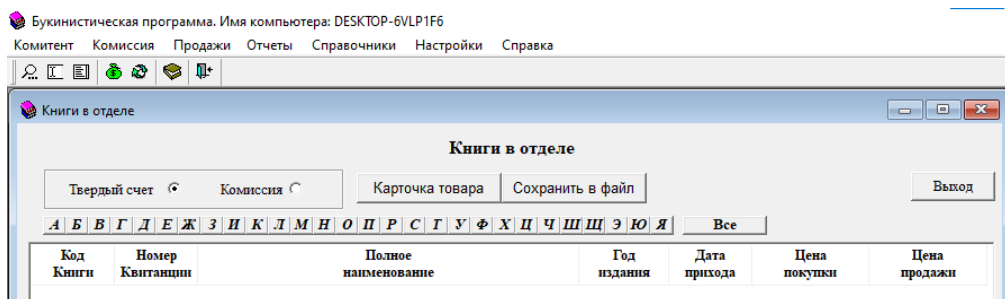 Букинистическая программа. Имя компьютера: DESKTOP-6VLP1F6
Комитент Комиссия Продажи Отчеты Справочники Настройки Справка
Книги в отделе
Книги в отделе
Твердый счет Комиссия Карточка товара Сохранить в файл Выход
А Б В Г Д Е Ж З И К Л М Н О П Р С Т У Ф Х Ц Ч Ш Щ Э Ю Я Все
Код Номер Полное Год Дата Цена Цена
Книги Квитанции наименование издания прихода покупки продажи